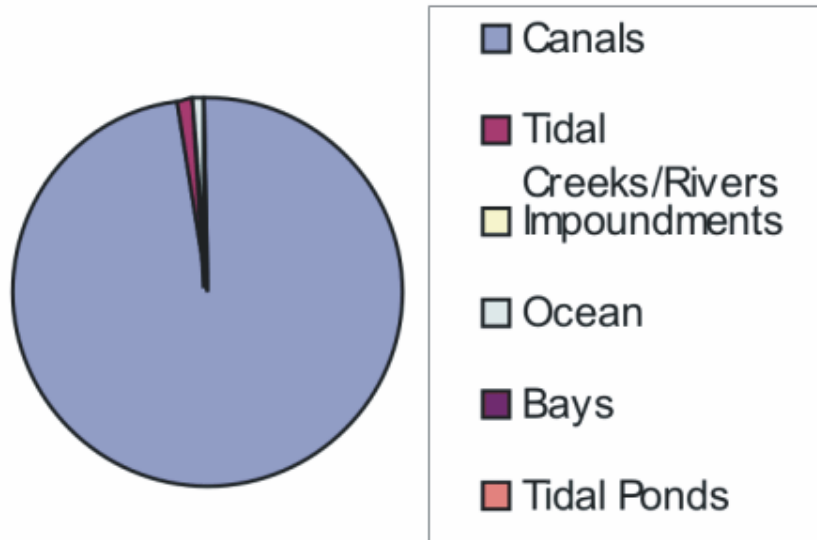 Canals
Tidal
Creeks/Rivers
Impoundments
Ocean
Bays
Tidal Ponds